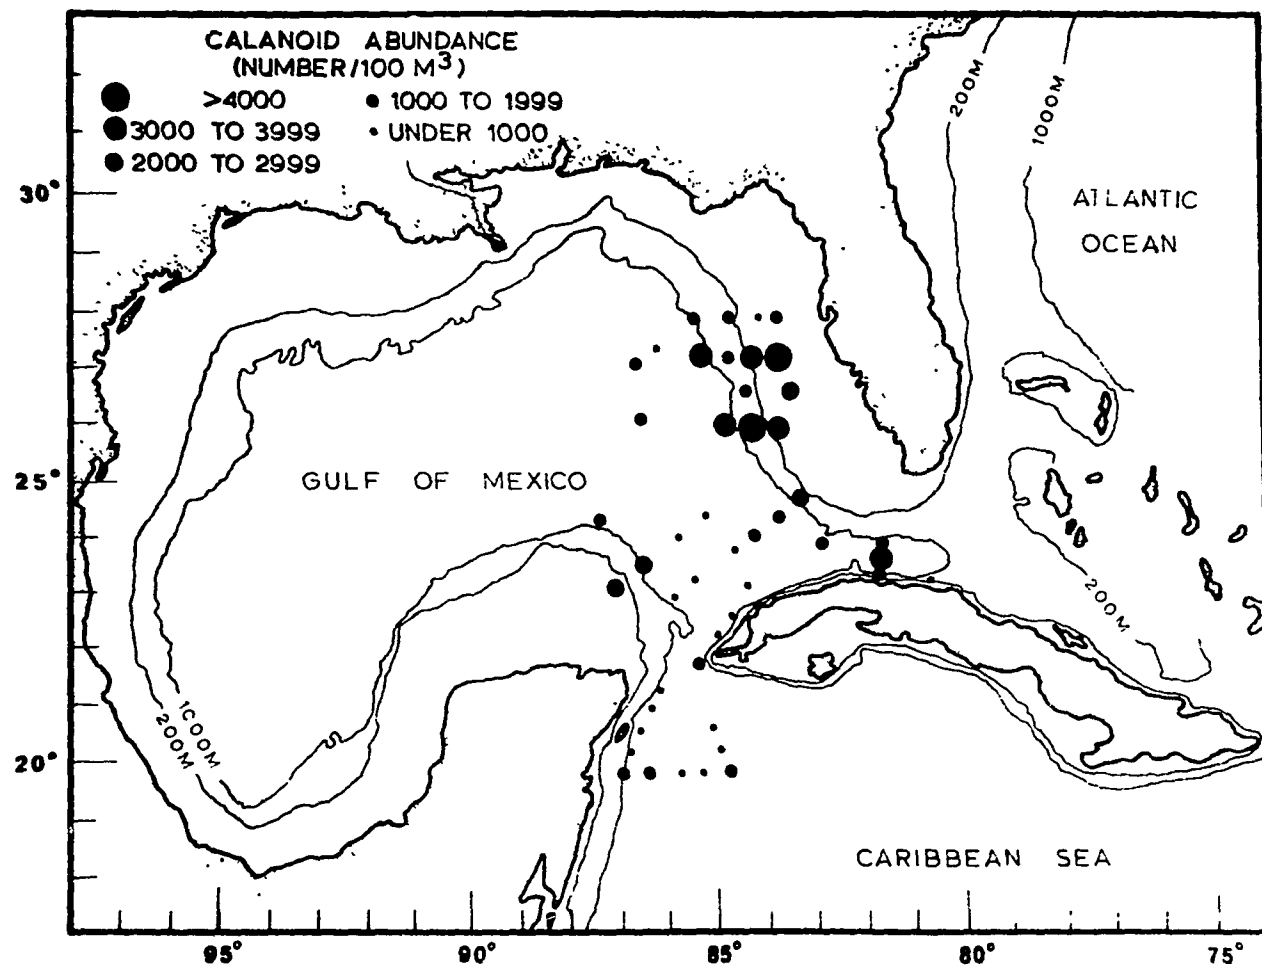 CALANOID ABUNDANCE
(NUMBER/100 M³)
>4000
1000 TO 1999
3000 TO 3999
UNDER 1000
2000 TO 2999
200M
1000M
30°
ATLANTIC
OCEAN
25°
GULF OF MEXICO
200M
1000M
200M
20°
CARIBBEAN SEA
95°
90°
85°
80°
75°